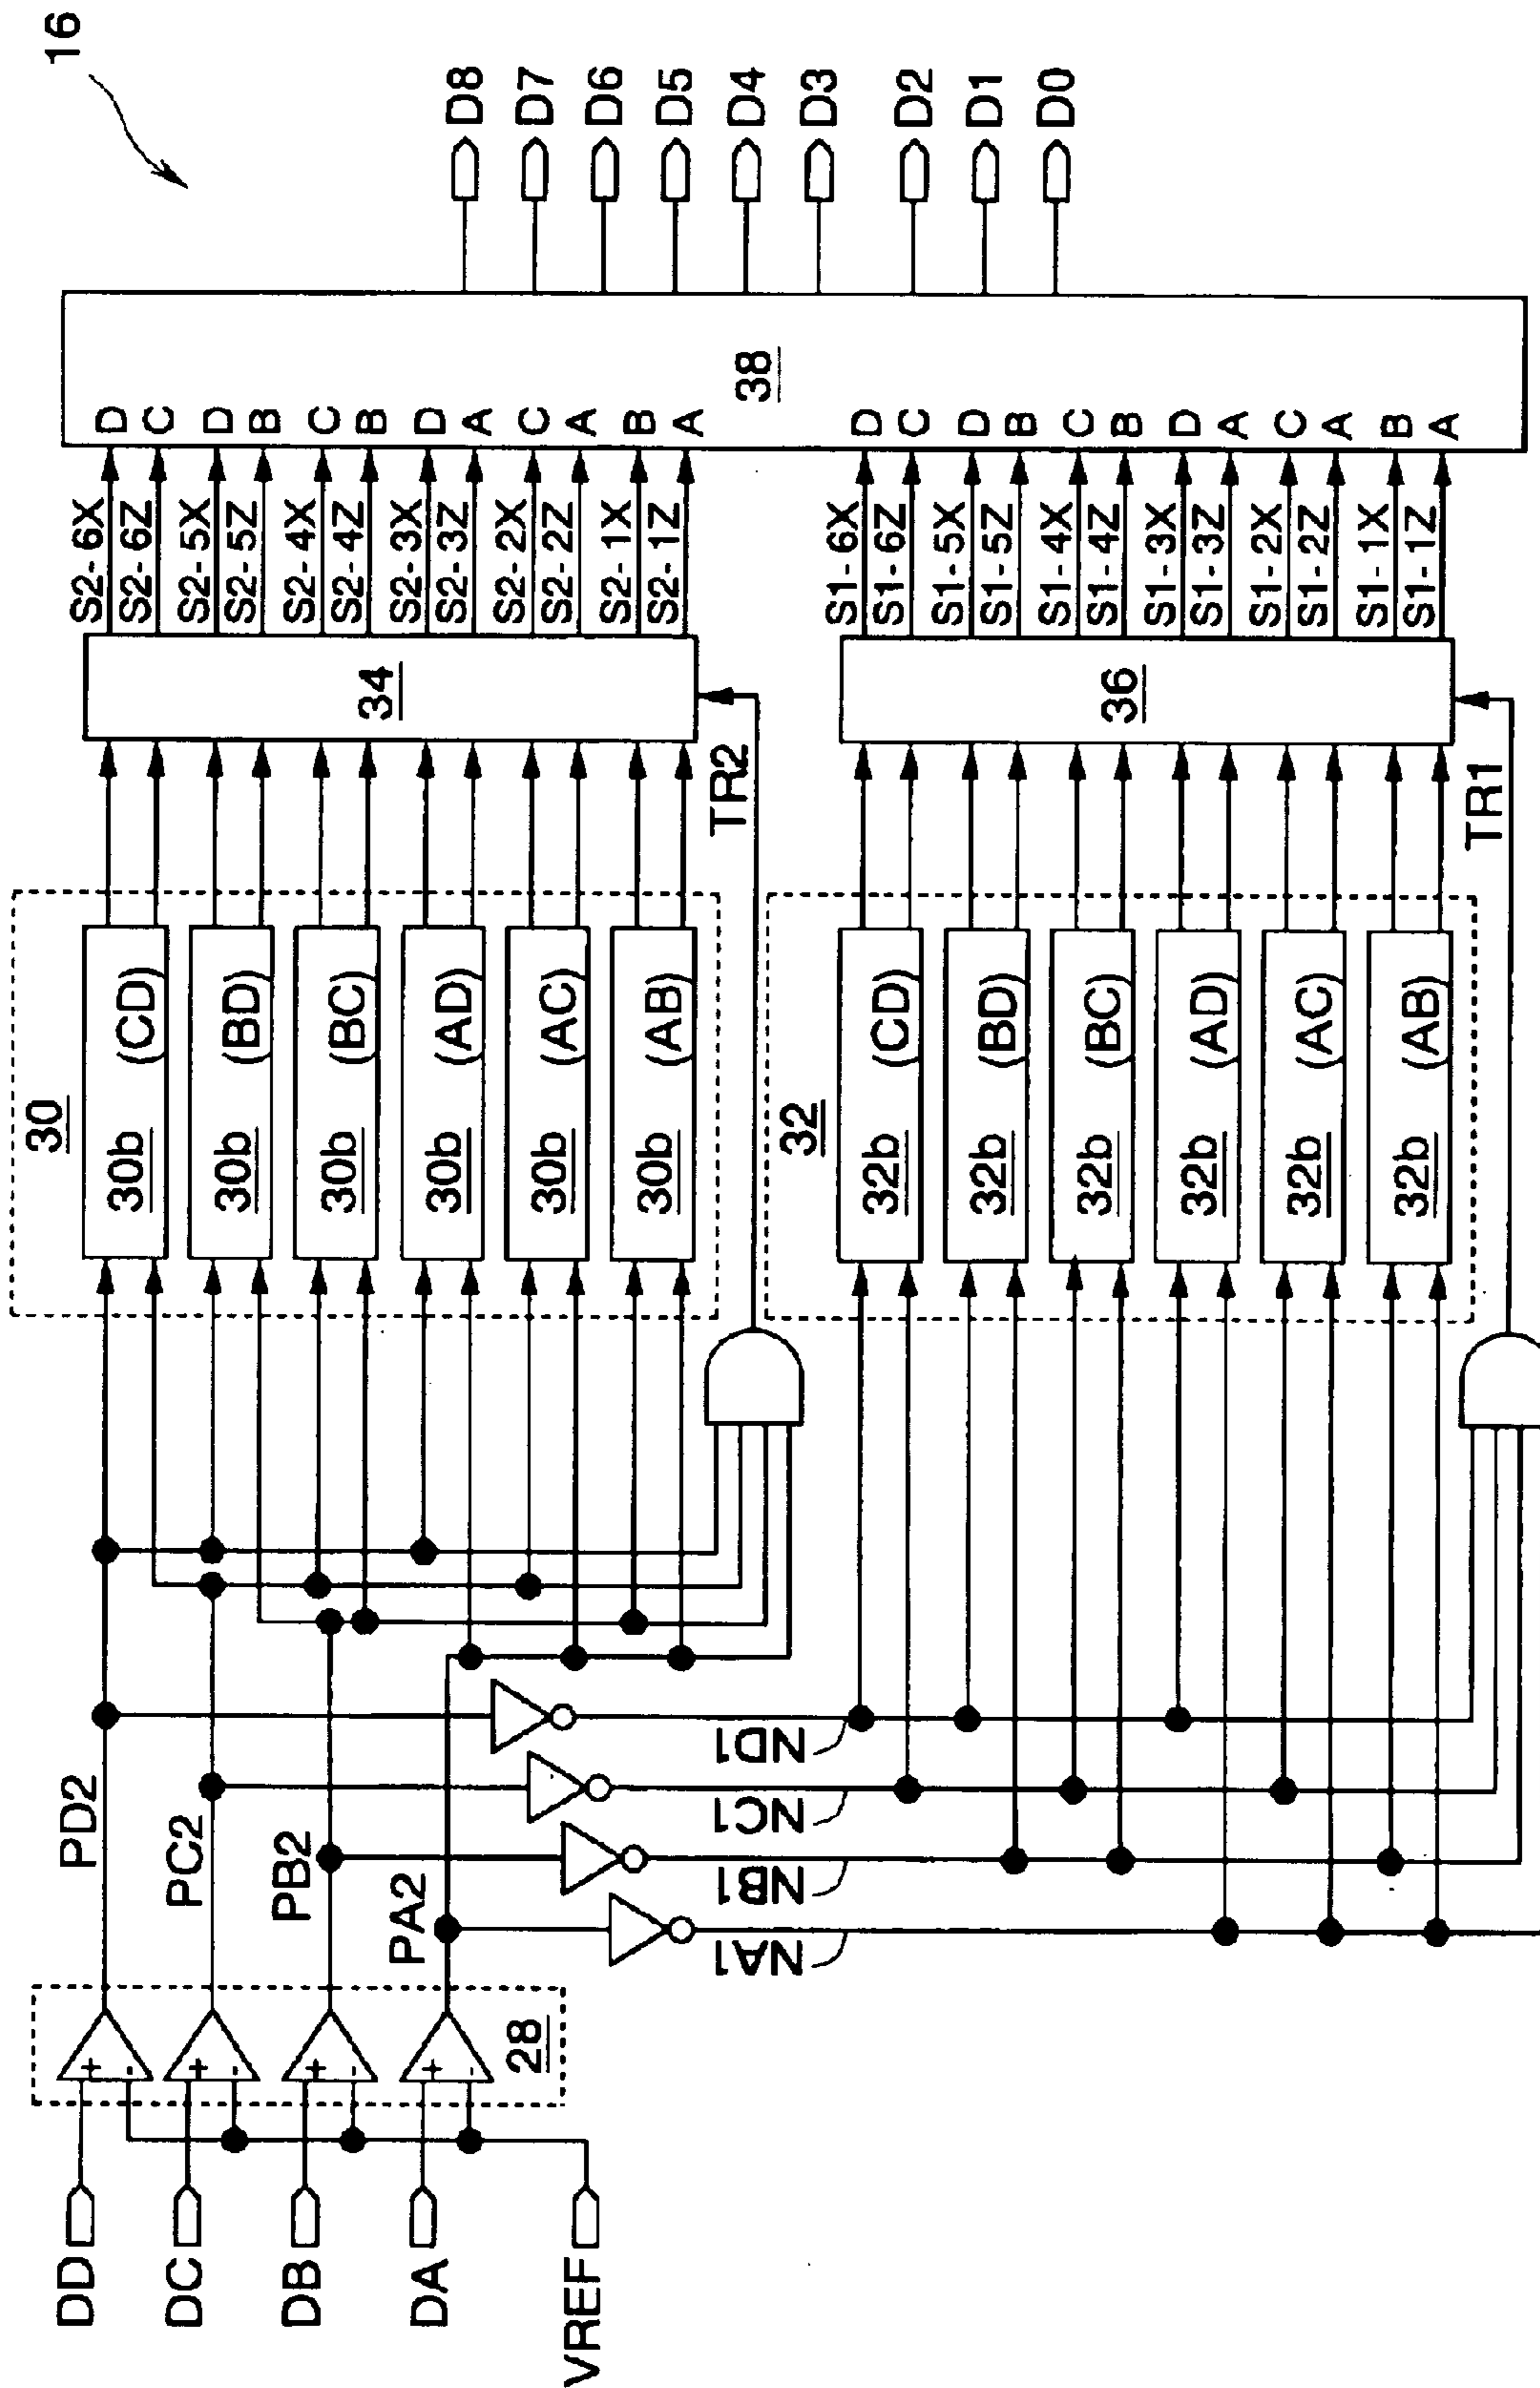 16
DD
DC
DB
DA
VREF
28
PD2
PC2
PB2
PA2
ND1
NC1
NB1
NA1
30
30b (CD)
30b (BD)
30b (BC)
30b (AD)
30b (AC)
30b (AB)
TR2
34
S2-6X D
S2-6Z C
S2-5X D
S2-5Z B
S2-4X C
S2-4Z B
S2-3X D
S2-3Z A
S2-2X C
S2-2Z A
S2-1X B
S2-1Z A
32
32b (CD)
32b (BD)
32b (BC)
32b (AD)
32b (AC)
32b (AB)
TR1
36
S1-6X D
S1-6Z C
S1-5X D
S1-5Z B
S1-4X C
S1-4Z B
S1-3X D
S1-3Z A
S1-2X C
S1-2Z A
S1-1X B
S1-1Z A
38
D8
D7
D6
D5
D4
D3
D2
D1
D0